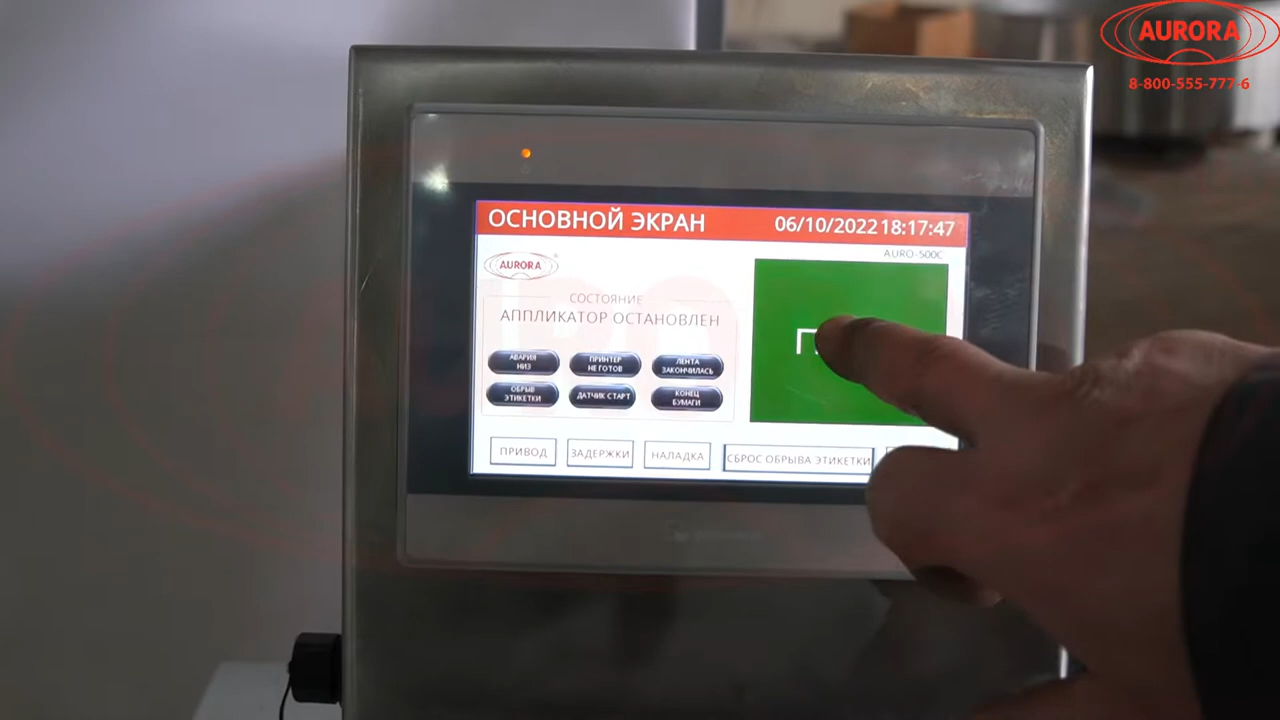 AURORA
8-800-555-777-6
ОСНОВНОЙ ЭКРАН 06/10/2022 18:17:47
AURO-500C
AURORA
СОСТОЯНИЕ
АППЛИКАТОР ОСТАНОВЛЕН
АВАРИЯ НИЗ
ПРИНТЕР НЕ ГОТОВ
ЛЕНТА ЗАКОНЧИЛАСЬ
ОБРЫВ ЭТИКЕТКИ
ДАТЧИК СТАРТ
КОНЕЦ БУМАГИ
ПРИВОД
ЗАДЕРЖКИ
НАЛАДКА
СБРОС ОБРЫВА ЭТИКЕТКИ